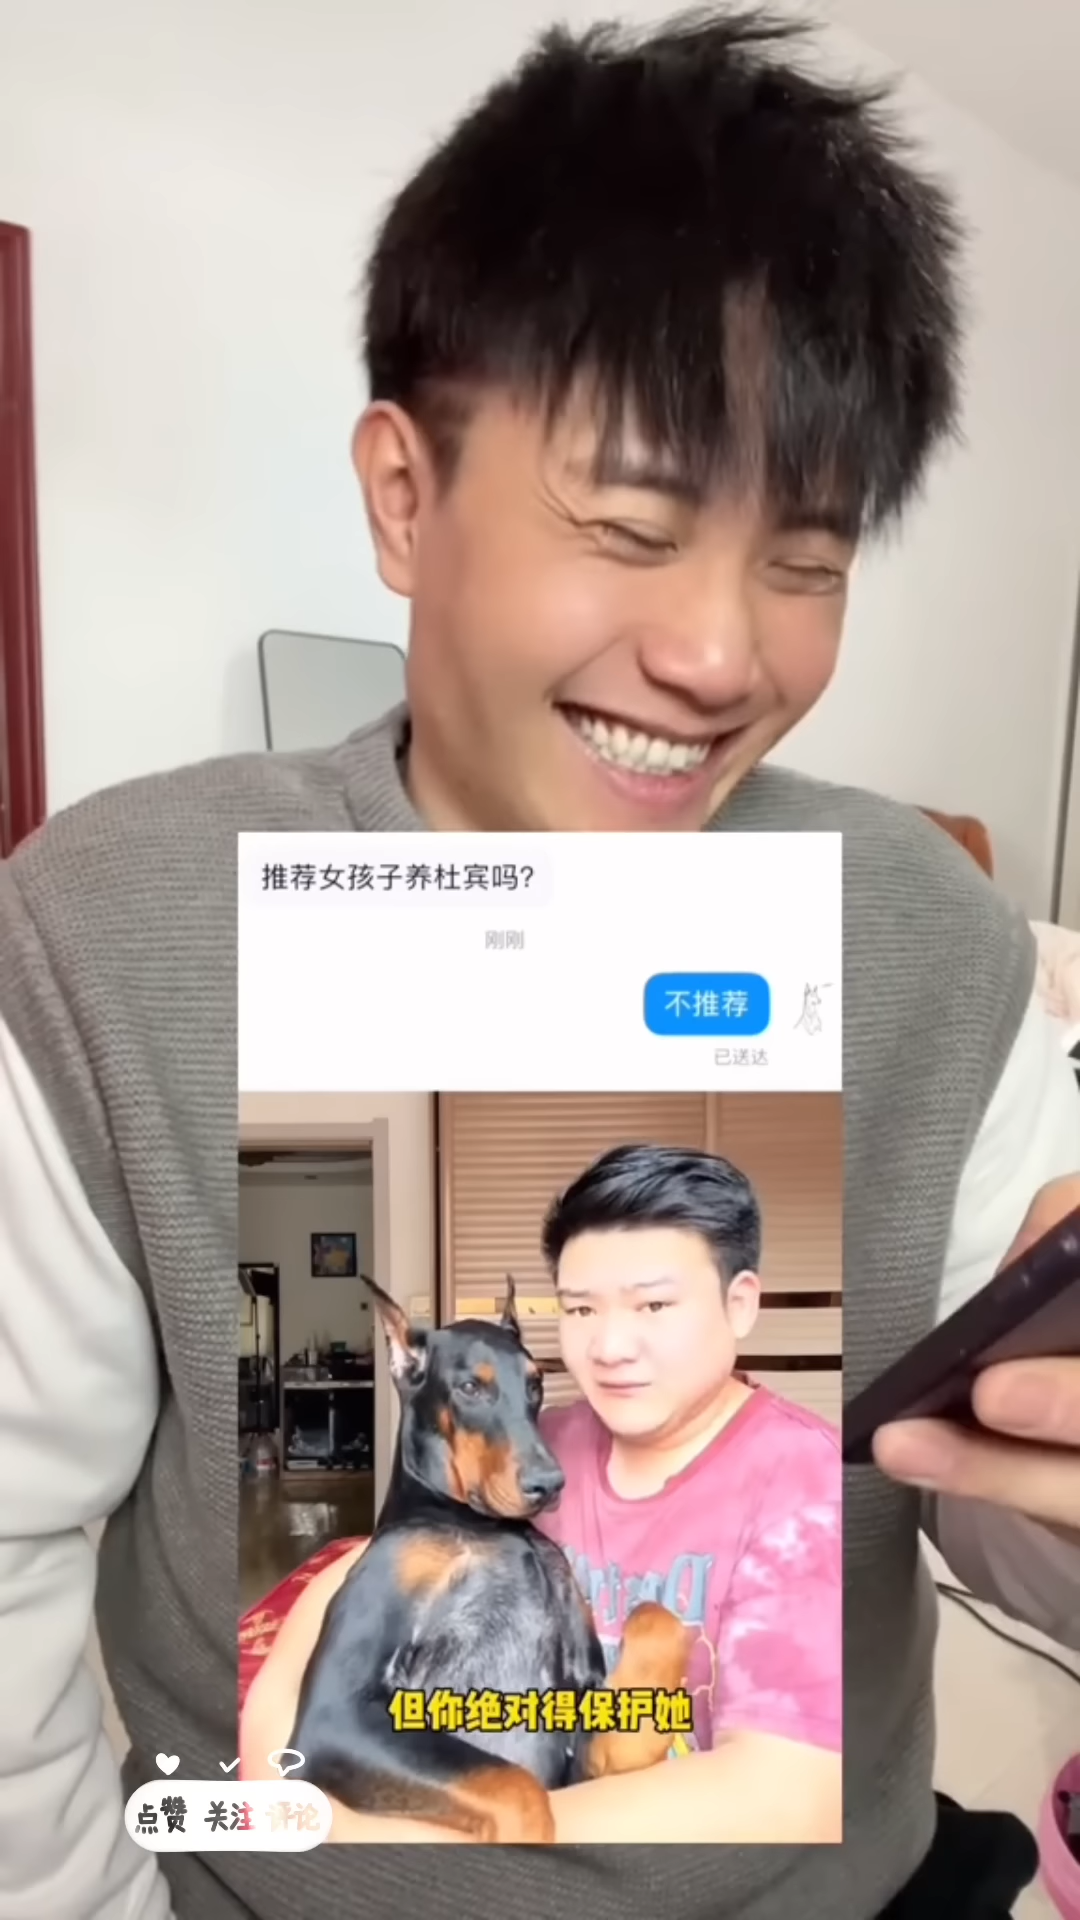 推荐女孩子养杜宾吗?
刚刚
不推荐
已送达
但你绝对得保护她
点赞 关注 评论